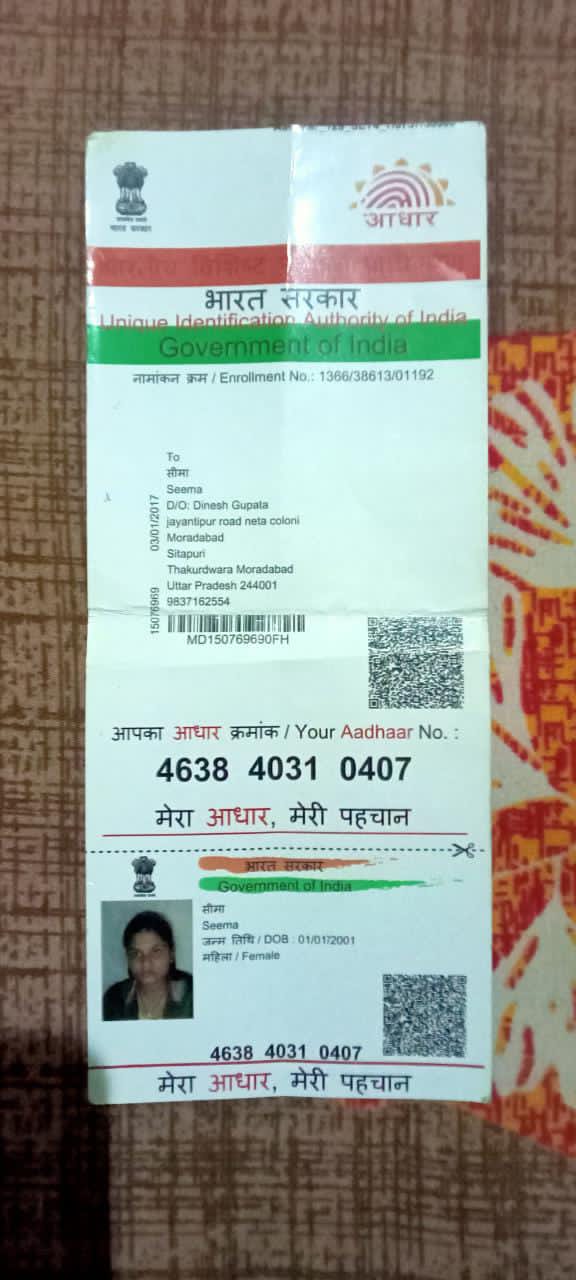 भारत सरकार
आधार
भारत सरकार
Unique Identification Authority of India
Government of India
नामांकन क्रम / Enrollment No.: 1366/38613/01192
To
सीमा
Seema
D/O: Dinesh Gupata
jayantipur road neta coloni
Moradabad
Sitapuri
Thakurdwara Moradabad
Uttar Pradesh 244001
9837162554
03/01/2017
15076969
MD150769690FH
आपका आधार क्रमांक / Your Aadhaar No. :
4638 4031 0407
मेरा आधार, मेरी पहचान
भारत सरकार
Government of India
सीमा
Seema
जन्म तिथि / DOB : 01/01/2001
महिला / Female
4638 4031 0407
मेरा आधार, मेरी पहचान